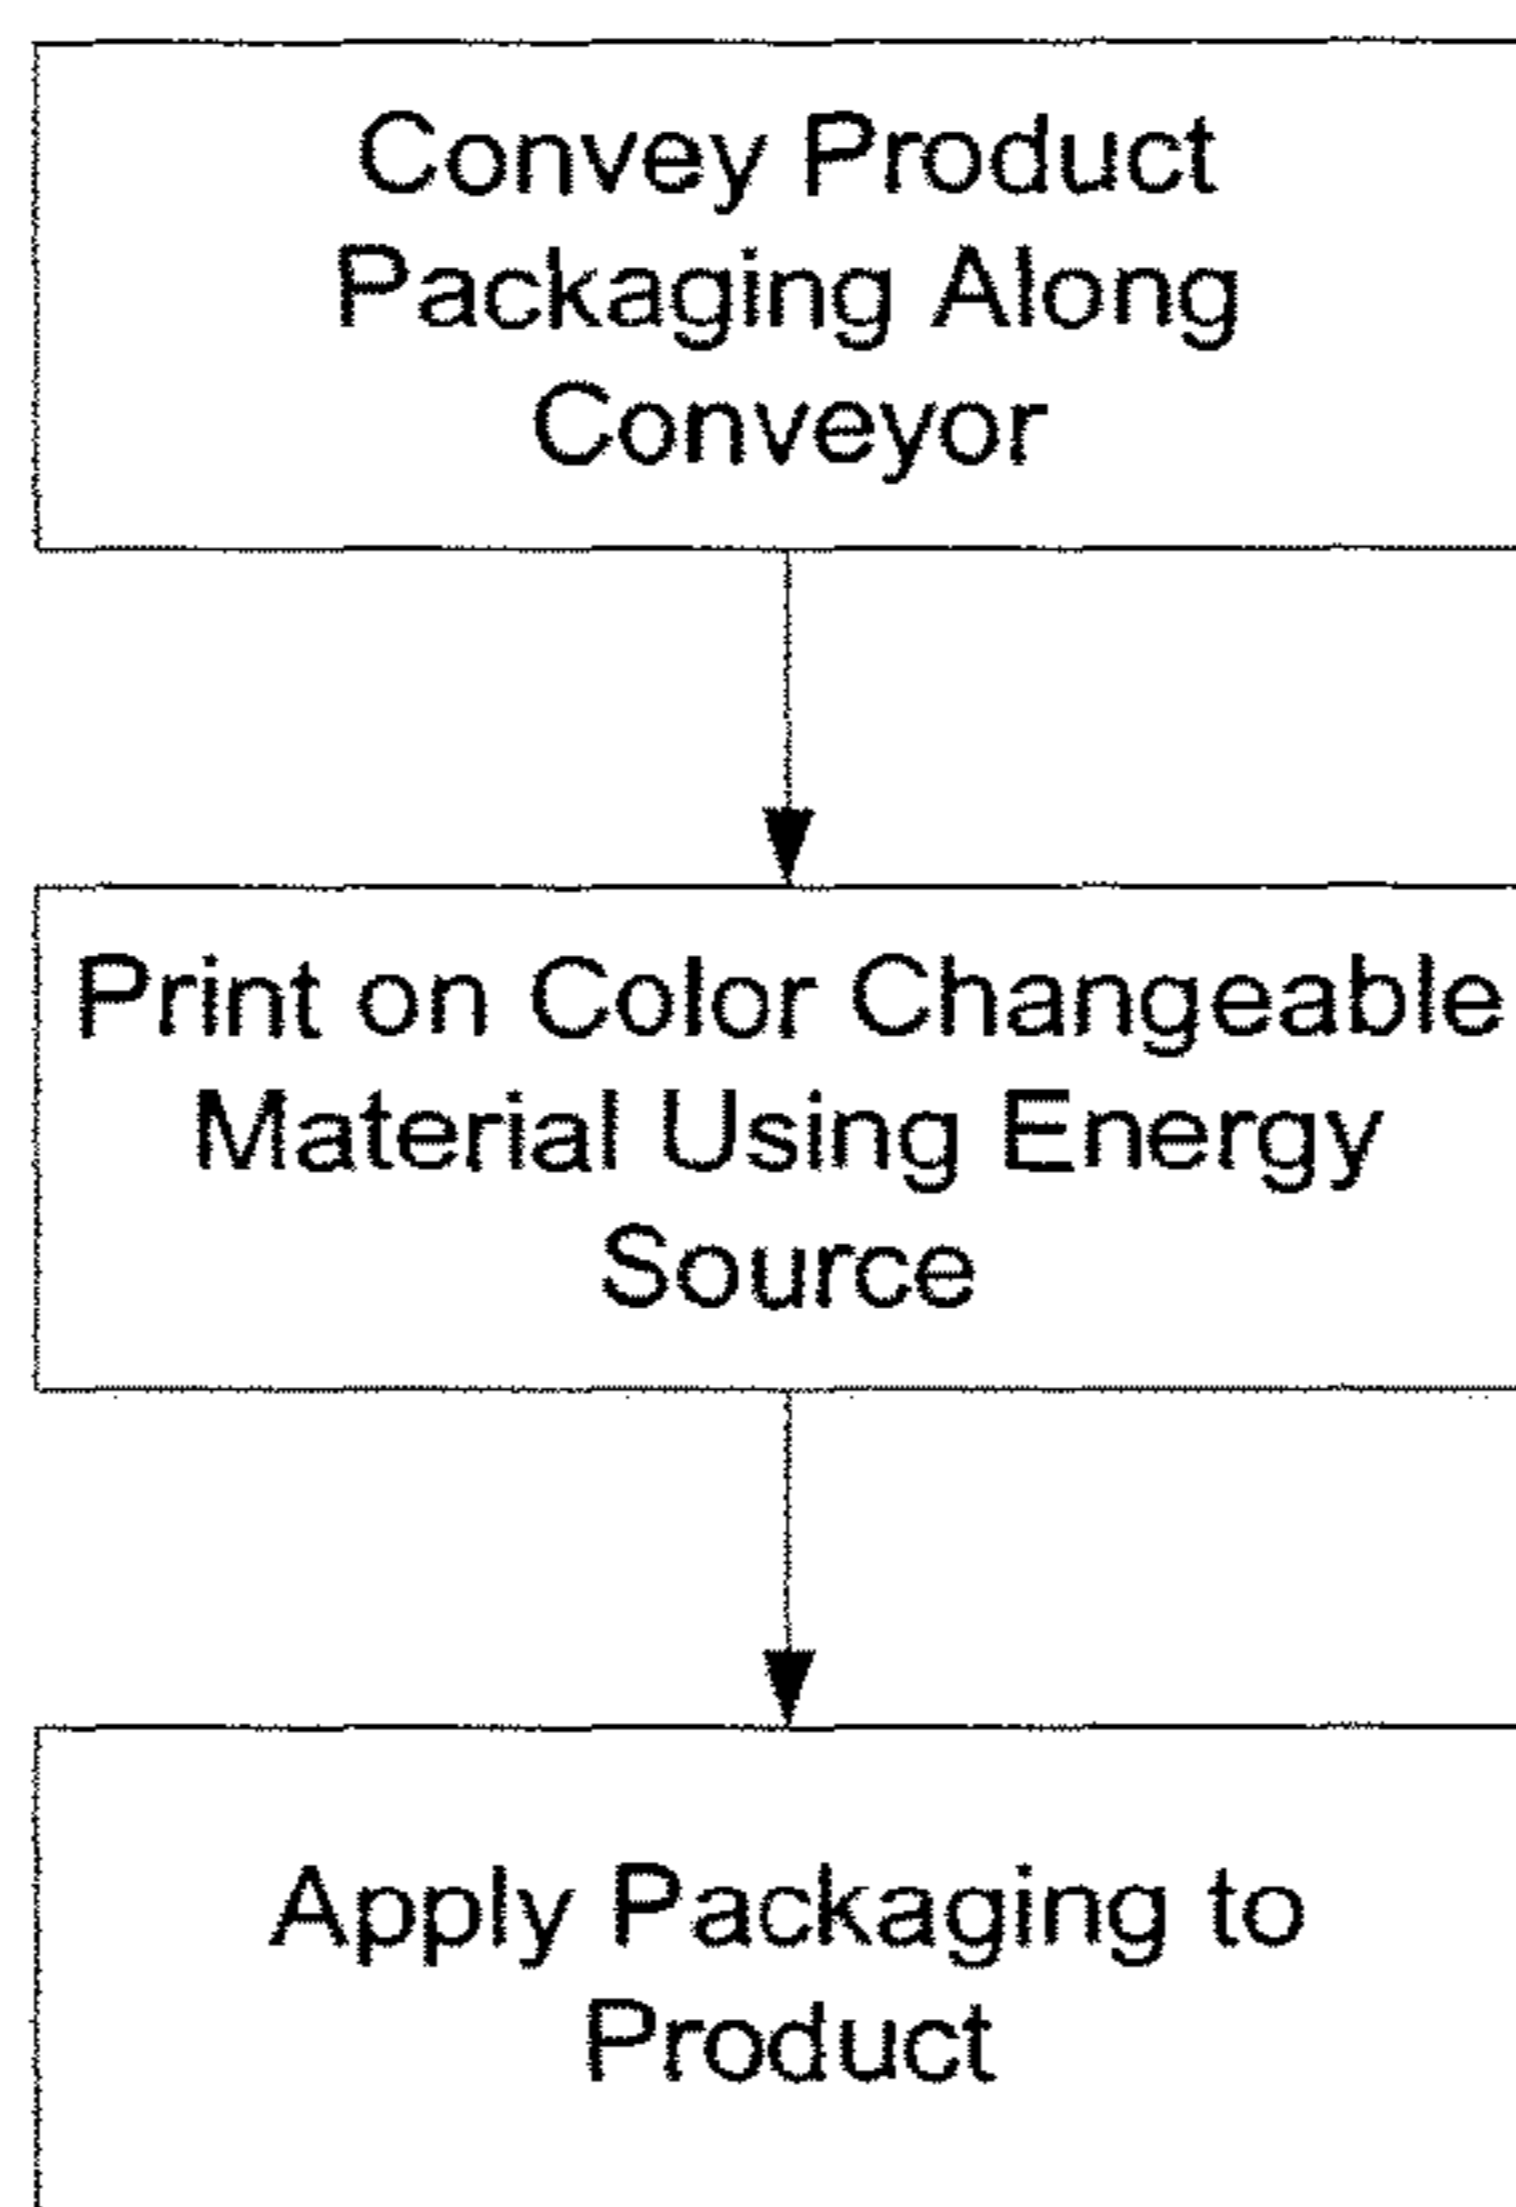 Convey Product
Packaging Along
Conveyor
Print on Color Changeable
Material Using Energy
Source
Apply Packaging to
Product